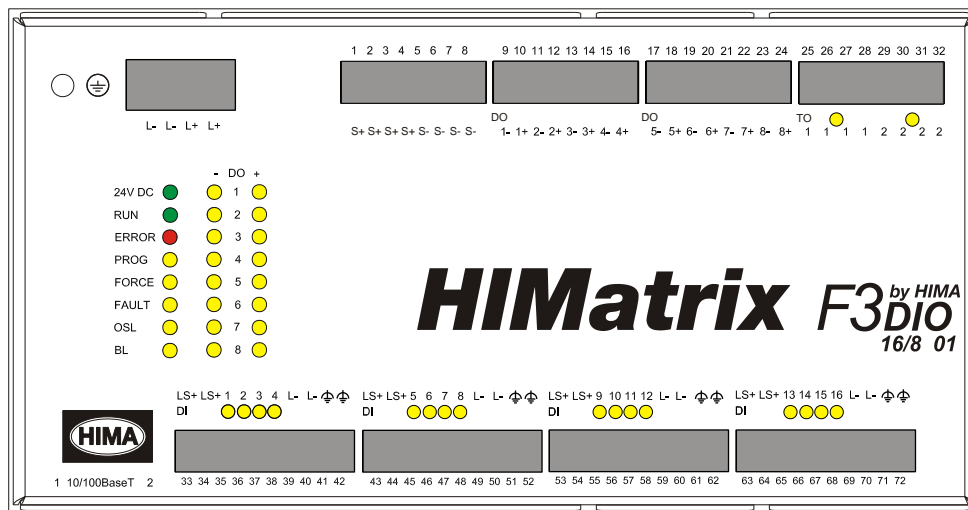 1 2 3 4 5 6 7 8 9 10 11 12 13 14 15 16 17 18 19 20 21 22 23 24 25 26 27 28 29 30 31 32
DO DO TO
L- L- L+ L+ S+ S+ S+ S+ S- S- S- S- 1- 1+ 2- 2+ 3- 3+ 4- 4+ 5- 5+ 6- 6+ 7- 7+ 8- 8+ 1 1 1 1 2 2 2 2
- DO +
24V DC 1
RUN 2
ERROR 3
PROG 4
FORCE 5
FAULT 6
OSL 7
BL 8
HIMatrix F3 by HIMA
DIO
16/8 01
LS+ LS+ 1 2 3 4 L- L- LS+ LS+ 5 6 7 8 L- L- LS+ LS+ 9 10 11 12 L- L- LS+ LS+ 13 14 15 16 L- L-
DI DI DI DI
HIMA
1 10/100BaseT 2 33 34 35 36 37 38 39 40 41 42 43 44 45 46 47 48 49 50 51 52 53 54 55 56 57 58 59 60 61 62 63 64 65 66 67 68 69 70 71 72